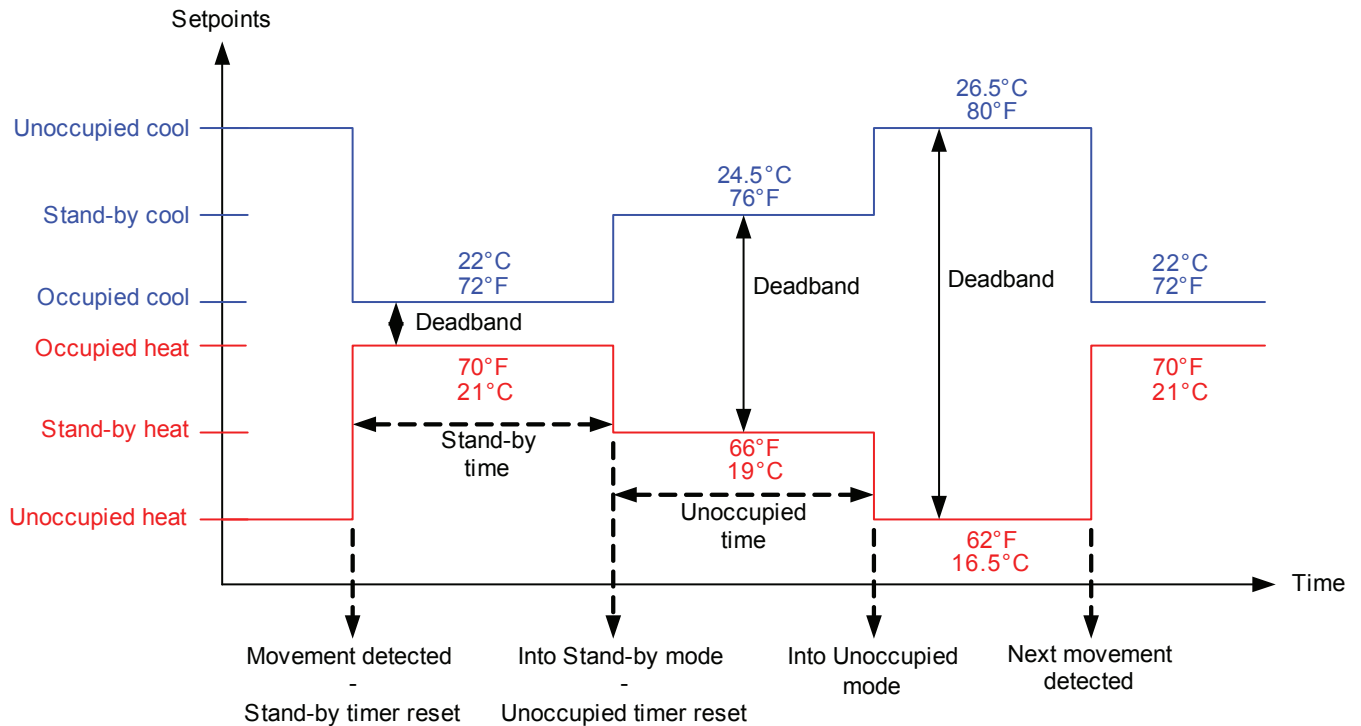 Setpoints
26.5°C
80°F
Unoccupied cool
24.5°C
76°F
Stand-by cool
22°C
72°F
Deadband
Deadband
22°C
72°F
Occupied cool
Deadband
Occupied heat
70°F
21°C
70°F
21°C
Stand-by heat
Stand-by
time
66°F
19°C
Unoccupied heat
Unoccupied
time
62°F
16.5°C
Time
Movement detected
-
Stand-by timer reset
Into Stand-by mode
-
Unoccupied timer reset
Into Unoccupied
mode
Next movement
detected